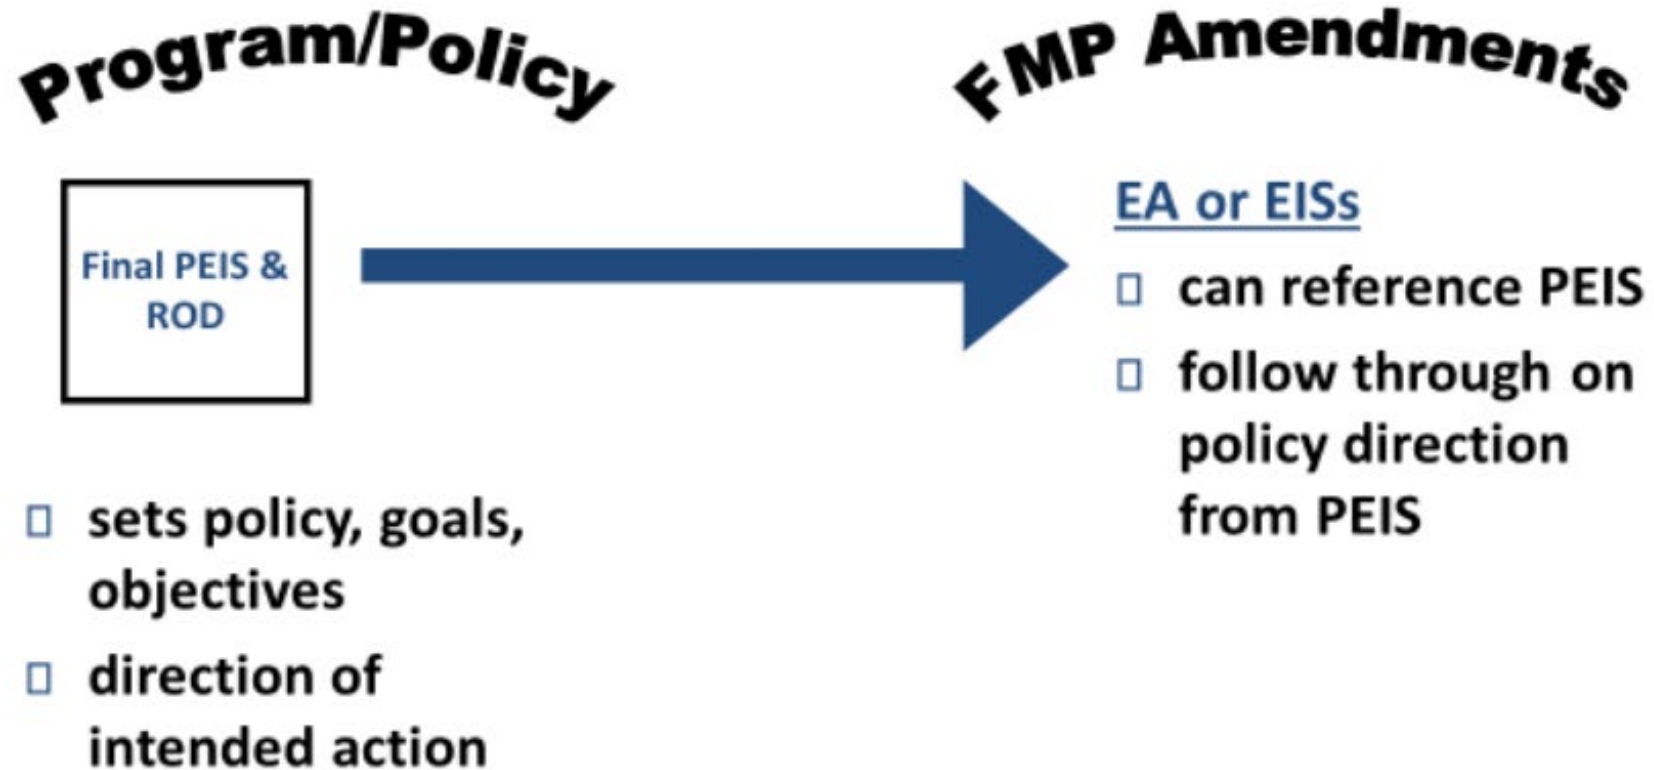 Program/Policy
Final PEIS &
ROD
sets policy, goals,
objectives
direction of
intended action
FMP Amendments
EA or EISs
can reference PEIS
follow through on
policy direction
from PEIS